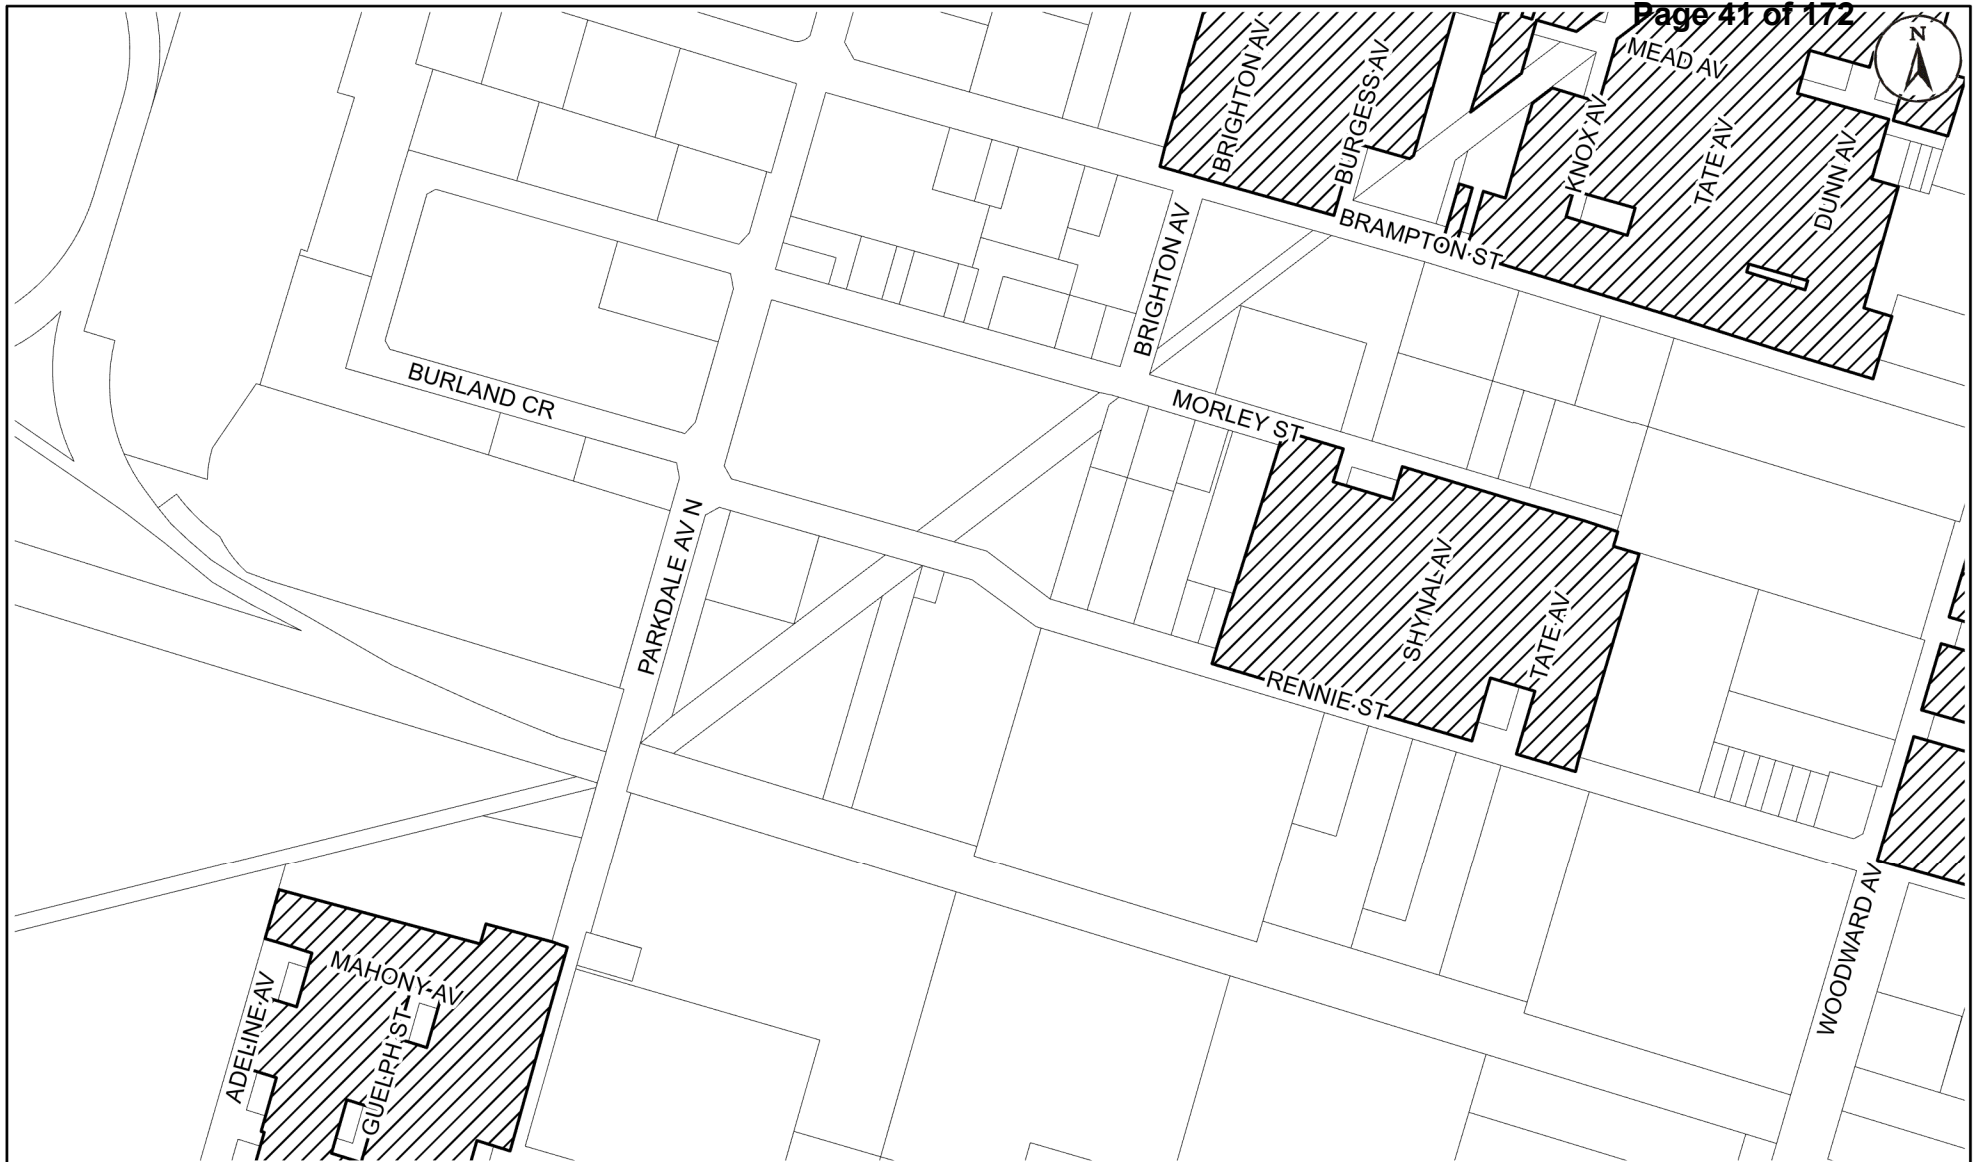 Page 41 of 172
N
MEAD AV
BRIGHTON AV
BURGESS AV
KNOX AV
TATE AV
DUNN AV
BRAMPTON ST
BRIGHTON AV
BURLAND CR
MORLEY ST
PARKDALE AV N
SHYNAL AV
TATE AV
RENNIE ST
WOODWARD AV
MAHONY AV
ADELINE AV
GUELPH ST